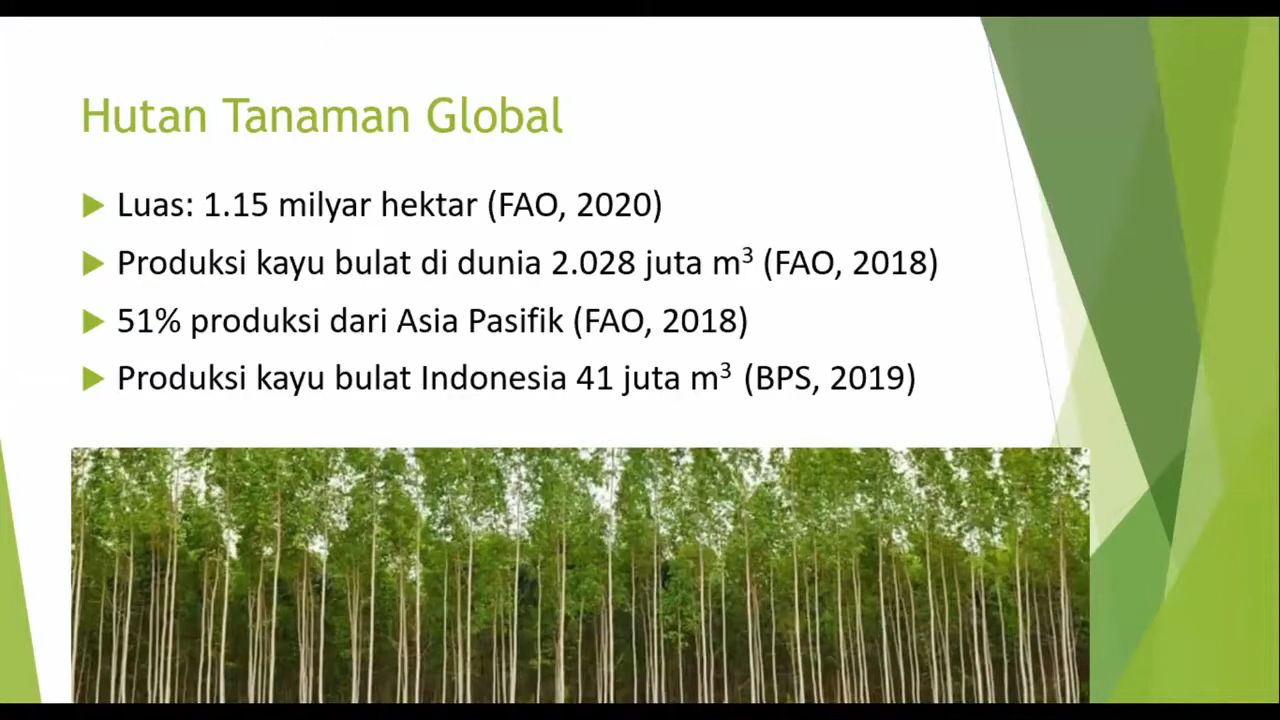 Hutan Tanaman Global
Luas: 1.15 milyar hektar (FAO, 2020)
Produksi kayu bulat di dunia 2.028 juta m³ (FAO, 2018)
51% produksi dari Asia Pasifik (FAO, 2018)
Produksi kayu bulat Indonesia 41 juta m³ (BPS, 2019)